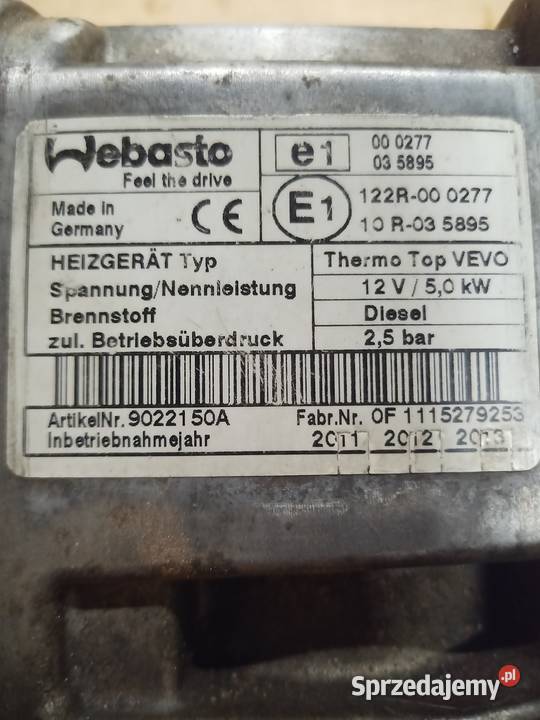 Webasto
Feel the drive
e1
00 0277
03 5895
Made in
Germany
CE
E1
122R-00 0277
10 R-03 5895
HEIZGERÄT Typ
Thermo Top VEVO
Spannung/Nennleistung
12 V / 5,0 kW
Brennstoff
Diesel
zul. Betriebsüberdruck
2,5 bar
ArtikelNr. 9022150A
Fabr.Nr. OF 1115279253
Inbetriebnahmejahr
2011 2012 2013
Sprzedajemy.pl